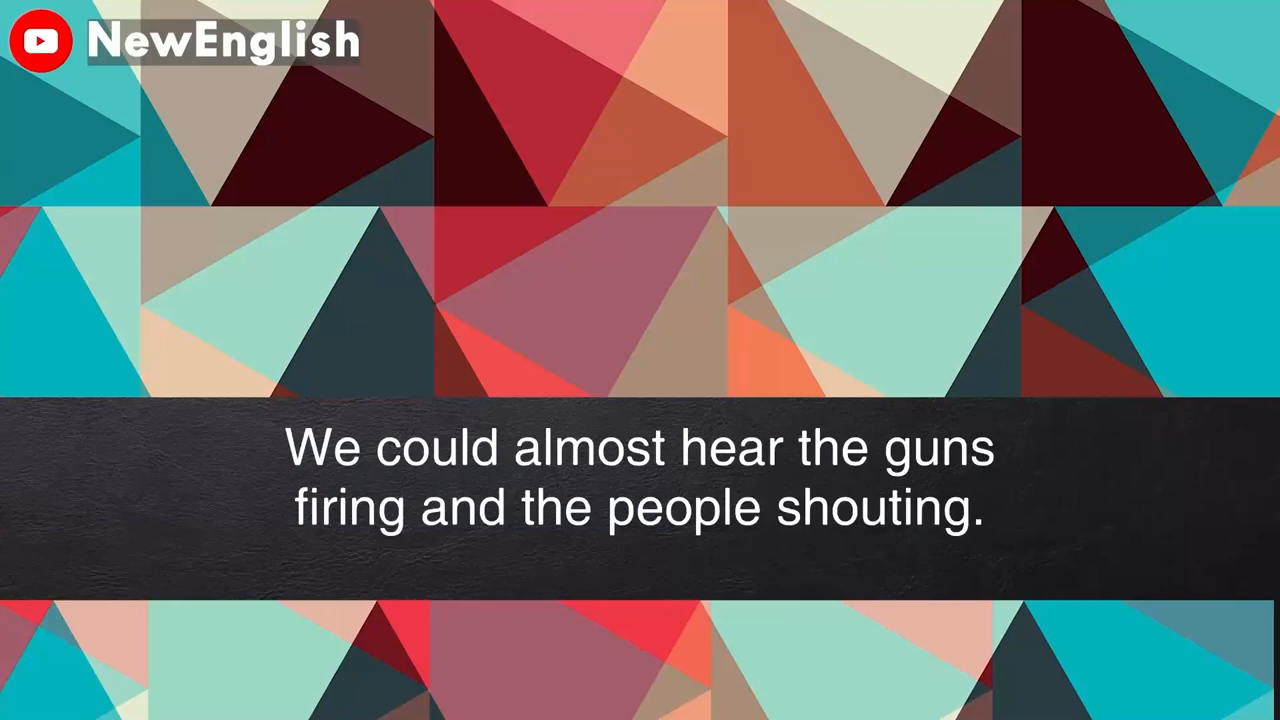 NewEnglish
We could almost hear the guns
firing and the people shouting.